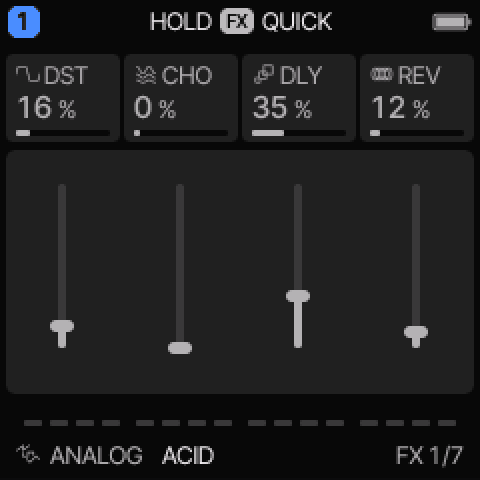 1 HOLD FX QUICK
DST CHO DLY REV
16 % 0 % 35 % 12 %
ANALOG ACID FX 1/7